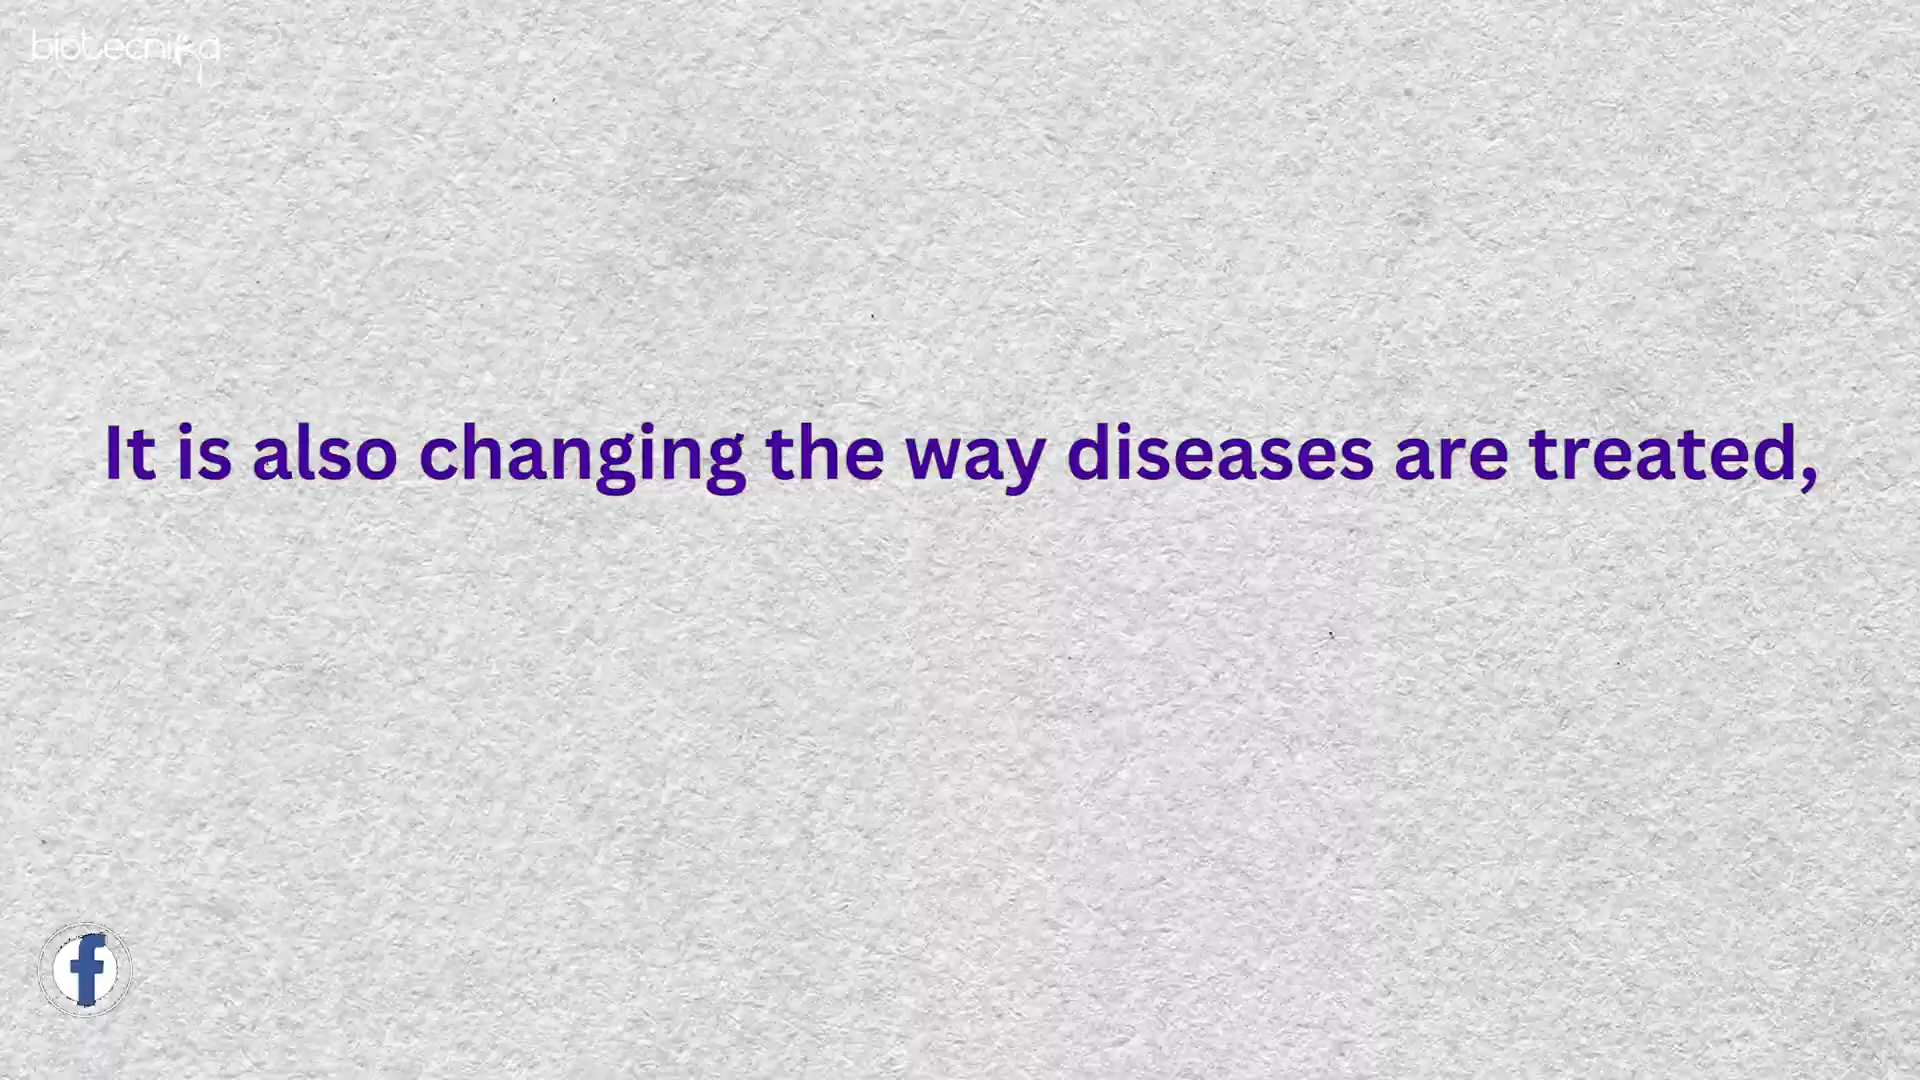 biotecnika
It is also changing the way diseases are treated,
f